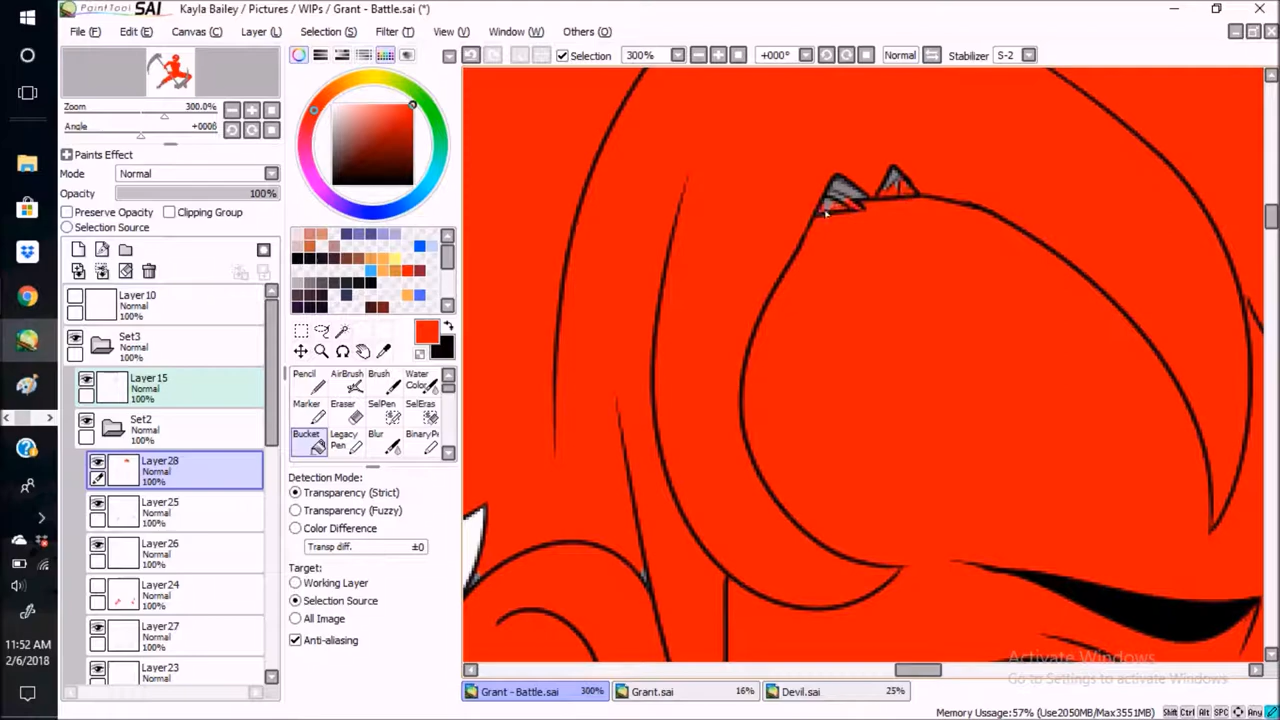 PaintTool SAI Kayla Bailey / Pictures / WIPs / Grant - Battle.sai (*)
File (F) Edit (E) Canvas (C) Layer (L) Selection (S) Filter (T) View (V) Window (W) Others (O)
Selection 300% +000° Normal Stabilizer S-2
Zoom 300.0%
Angle +0006
Paints Effect
Mode Normal
Opacity 100%
Preserve Opacity Clipping Group
Selection Source
Layer10
Normal
100%
Set3
Normal
100%
Layer15
Normal
100%
Set2
Normal
100%
Layer28
Normal
100%
Layer25
Normal
100%
Layer26
Normal
100%
Layer24
Normal
100%
Layer27
Normal
100%
Layer23
Normal
Pencil AirBrush Brush Water Color
Marker Eraser SelPen SelEras
Bucket Legacy Pen Blur BinaryPe
Detection Mode:
Transparency (Strict)
Transparency (Fuzzy)
Color Difference
Transp diff. ±0
Target:
Working Layer
Selection Source
All Image
Anti-aliasing
Activate Windows
Go to Settings to activate Windows.
Grant - Battle.sai 300% Grant.sai 16% Devil.sai 25%
11:52 AM
2/6/2018
Memory Ussage:57% (Use2050MB/Max3551MB) Shift Ctrl Alt SPC Any